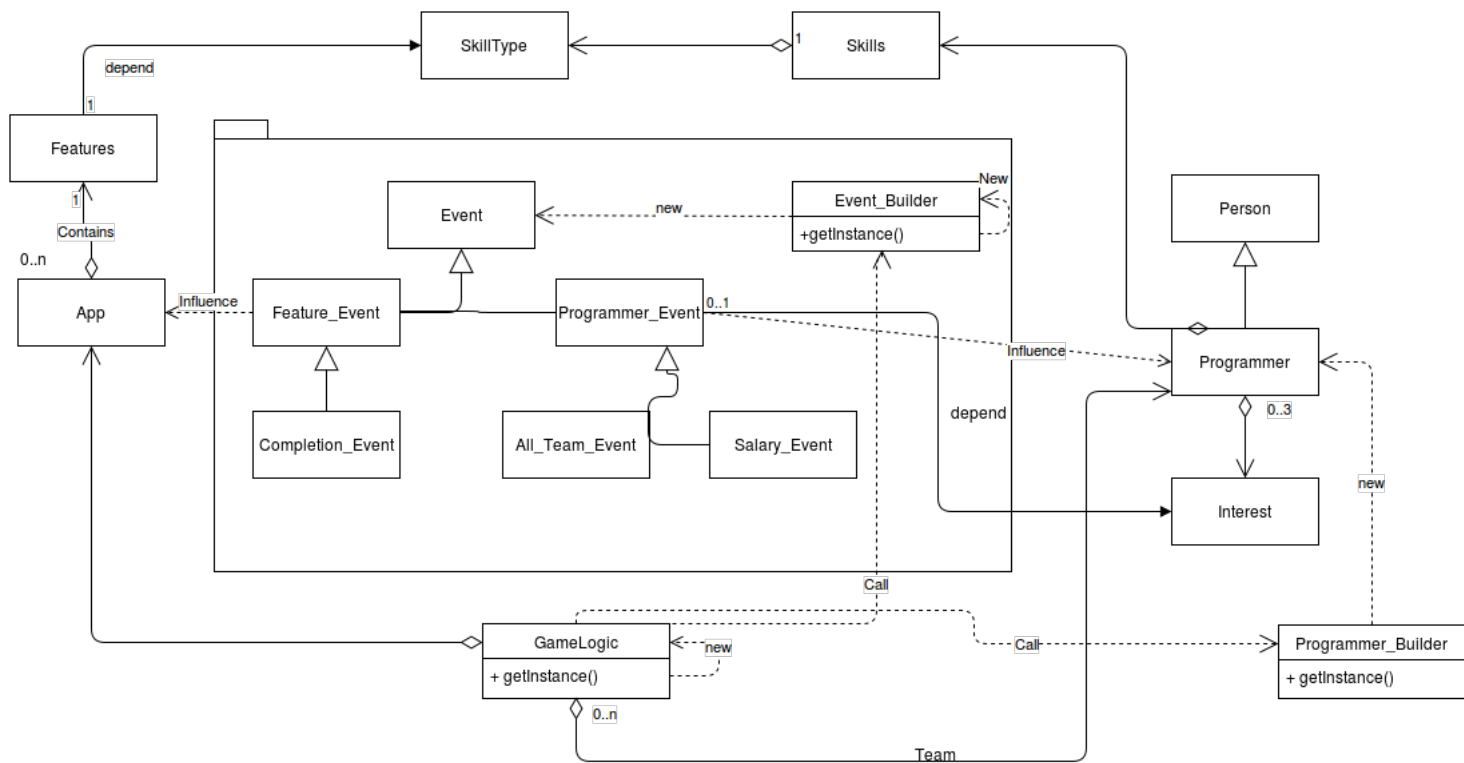 SkillType
1
Skills
depend
1
Features
1
Contains
0..n
App
Event
new
Event_Builder
+getInstance()
New
Person
Influence
Feature_Event
Programmer_Event
0..1
Influence
Programmer
0..3
depend
Completion_Event
All_Team_Event
Salary_Event
new
Interest
Call
GameLogic
+ getInstance()
new
Call
Programmer_Builder
+ getInstance()
0..n
Team